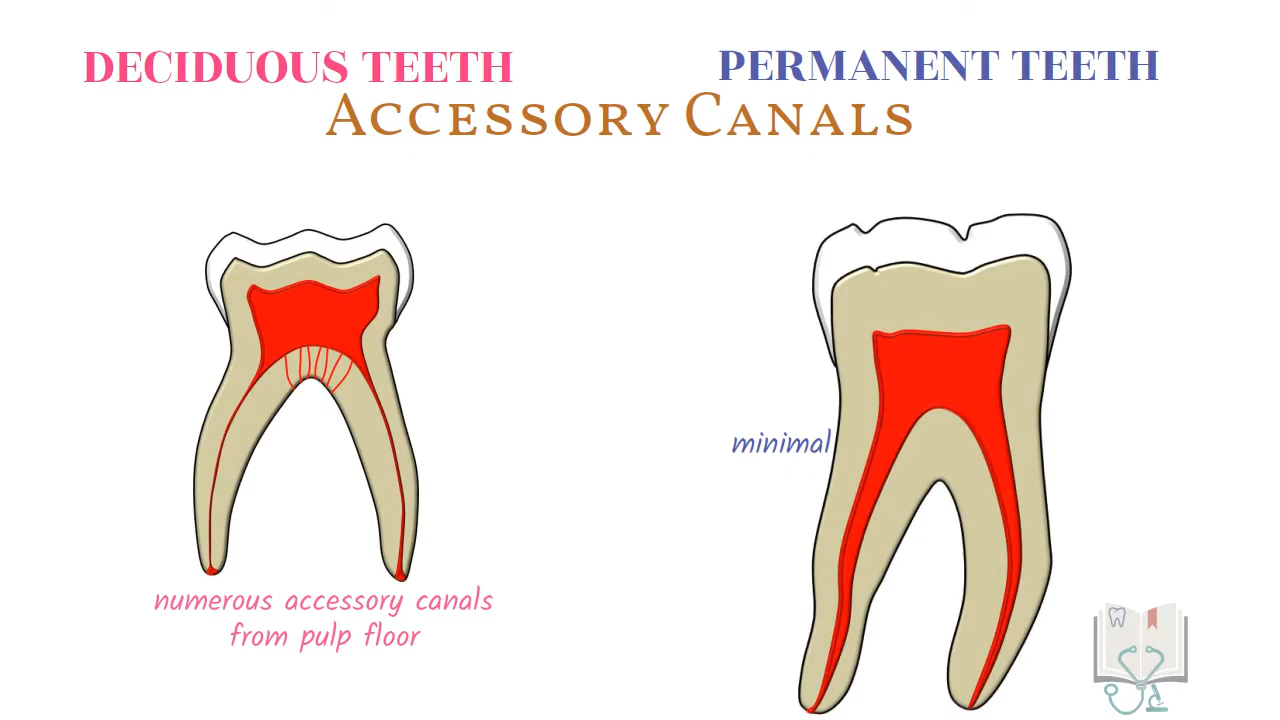 DECIDUOUS TEETH
PERMANENT TEETH
ACCESSORY CANALS
minimal
numerous accessory canals
from pulp floor